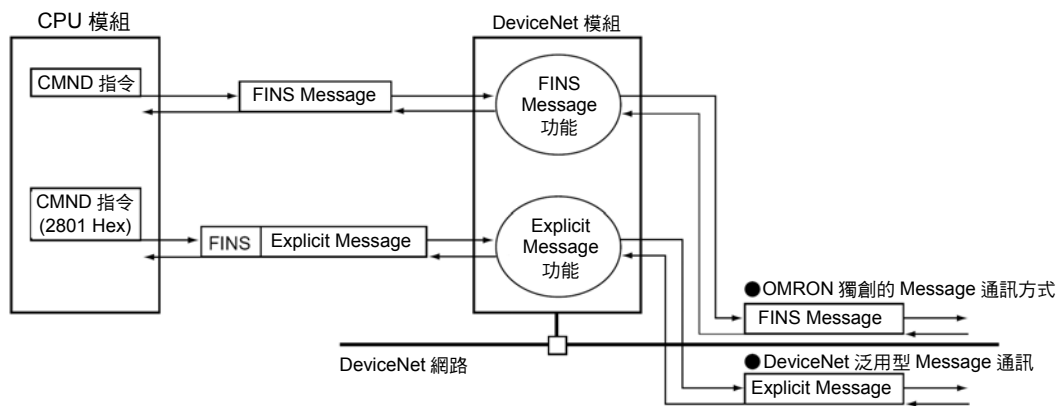 CPU 模組
DeviceNet 模組
CMND 指令
FINS Message
FINS
Message
功能
CMND 指令
(2801 Hex)
FINS
Explicit Message
Explicit
Message
功能
●OMRON 獨創的 Message 通訊方式
FINS Message
DeviceNet 網路
●DeviceNet 泛用型 Message 通訊
Explicit Message